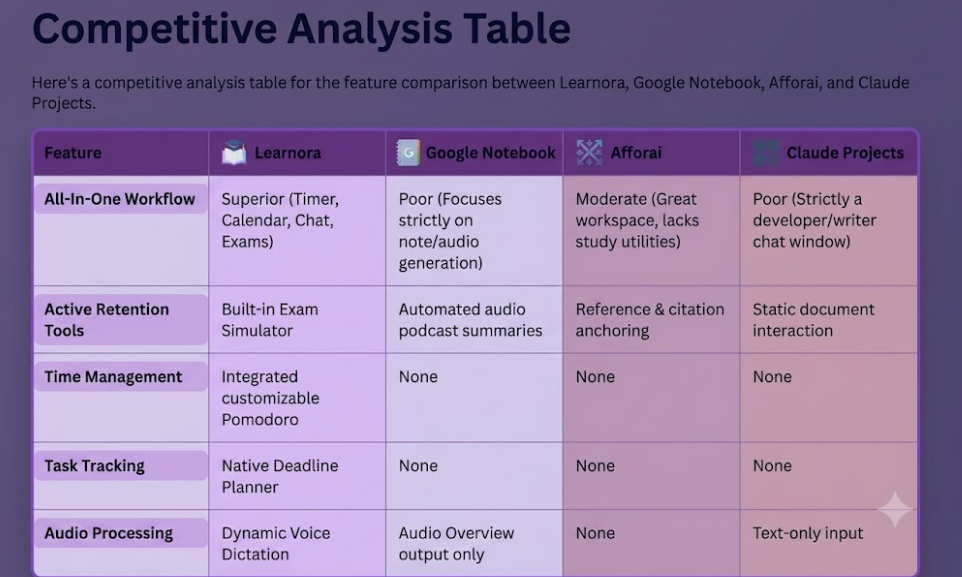 Competitive Analysis Table
Here's a competitive analysis table for the feature comparison between Learnora, Google Notebook, Afforai, and Claude
Projects.
Feature
Learnora
G
Google Notebook
Afforai
Claude Projects
All-In-One Workflow
Superior (Timer,
Calendar, Chat,
Exams)
Poor (Focuses
strictly on
note/audio
generation)
Moderate (Great
workspace, lacks
study utilities)
Poor (Strictly a
developer/writer
chat window)
Active Retention
Tools
Built-in Exam
Simulator
Automated audio
podcast summaries
Reference & citation
anchoring
Static document
interaction
Time Management
Integrated
customizable
Pomodoro
None
None
None
Task Tracking
Native Deadline
Planner
None
None
None
Audio Processing
Dynamic Voice
Dictation
Audio Overview
output only
None
Text-only input